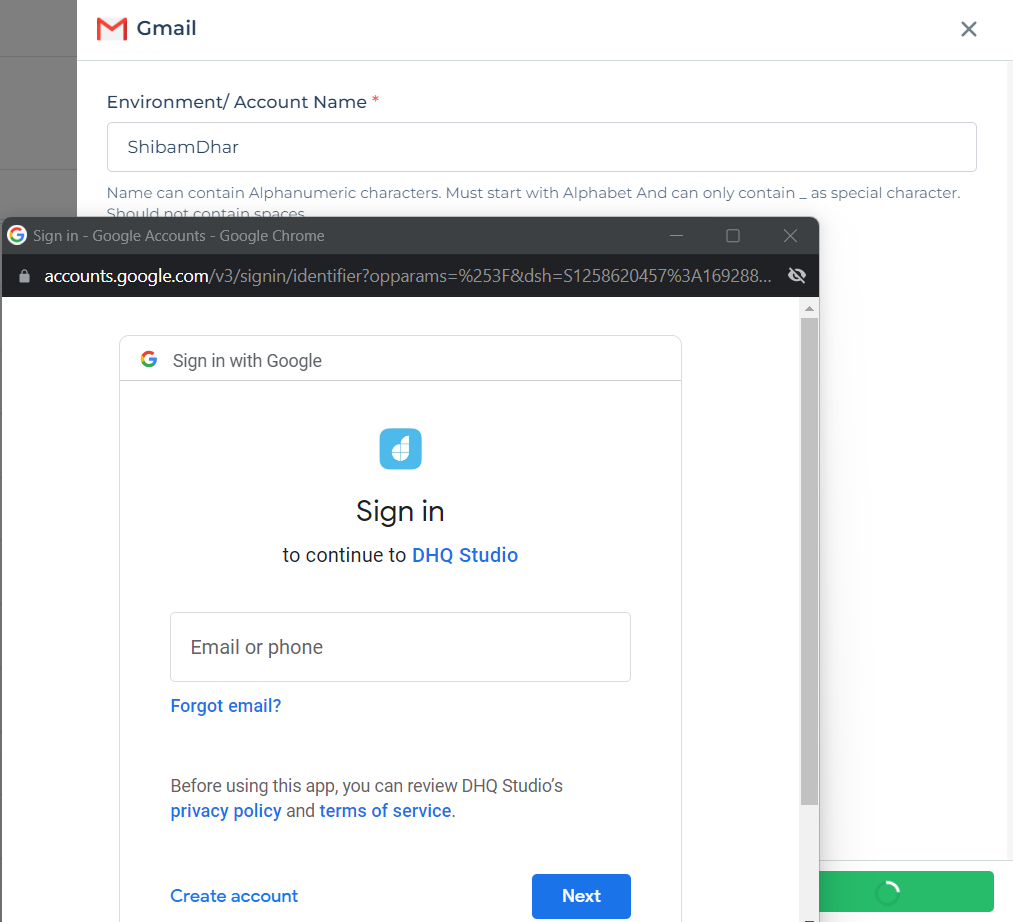 Gmail
Environment/ Account Name *
ShibamDhar
Name can contain Alphanumeric characters. Must start with Alphabet And can only contain _ as special character.
Should not contain spaces
Sign in - Google Accounts - Google Chrome
accounts.google.com/v3/signin/identifier?opparams=%253F&dsh=S1258620457%3A169288...
Sign in with Google
Sign in
to continue to DHQ Studio
Email or phone
Forgot email?
Before using this app, you can review DHQ Studio's
privacy policy and terms of service.
Create account
Next